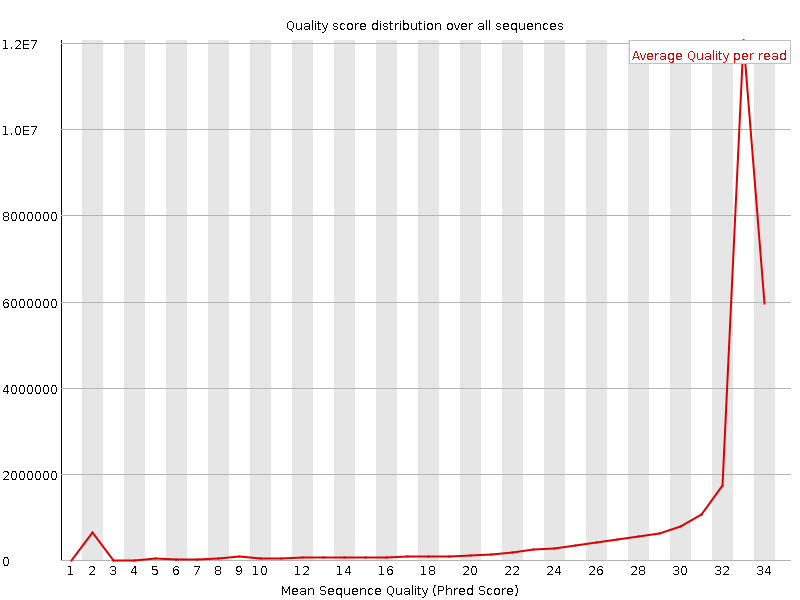 Quality score distribution over all sequences
1.2E7
Average Quality per read
1.0E7
8000000
6000000
4000000
2000000
0
1 2 3 4 5 6 7 8 9 10 12 14 16 18 20 22 24 26 28 30 32 34
Mean Sequence Quality (Phred Score)